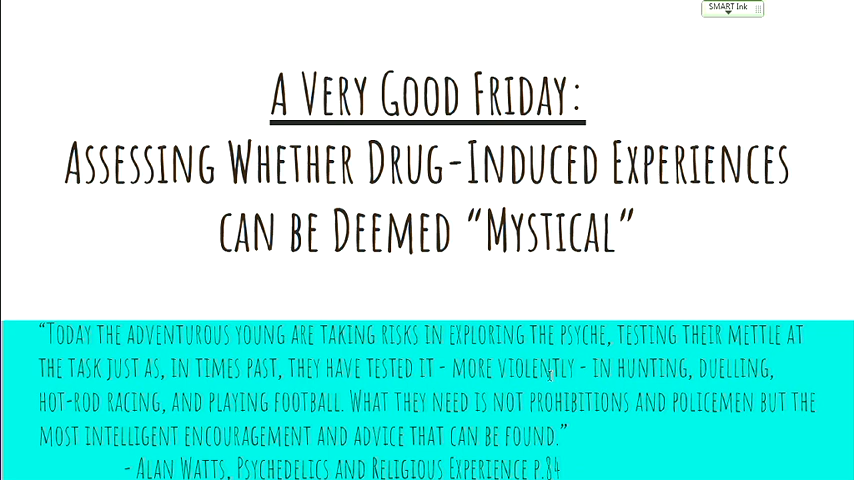 SMART Ink
A Very Good Friday:
Assessing Whether Drug-Induced Experiences
can be Deemed “Mystical”
“Today the adventurous young are taking risks in exploring the psyche, testing their mettle at
the task just as, in times past, they have tested it - more violently - in hunting, duelling,
hot-rod racing, and playing football. What they need is not prohibitions and policemen but the
most intelligent encouragement and advice that can be found.”
- Alan Watts, Psychedelics and Religious Experience p.84